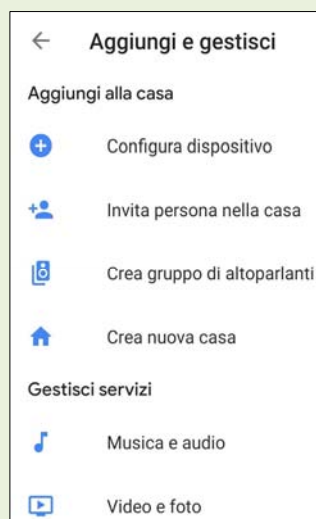 Aggiungi e gestisci
Aggiungi alla casa
Configura dispositivo
Invita persona nella casa
Crea gruppo di altoparlanti
Crea nuova casa
Gestisci servizi
Musica e audio
Video e foto